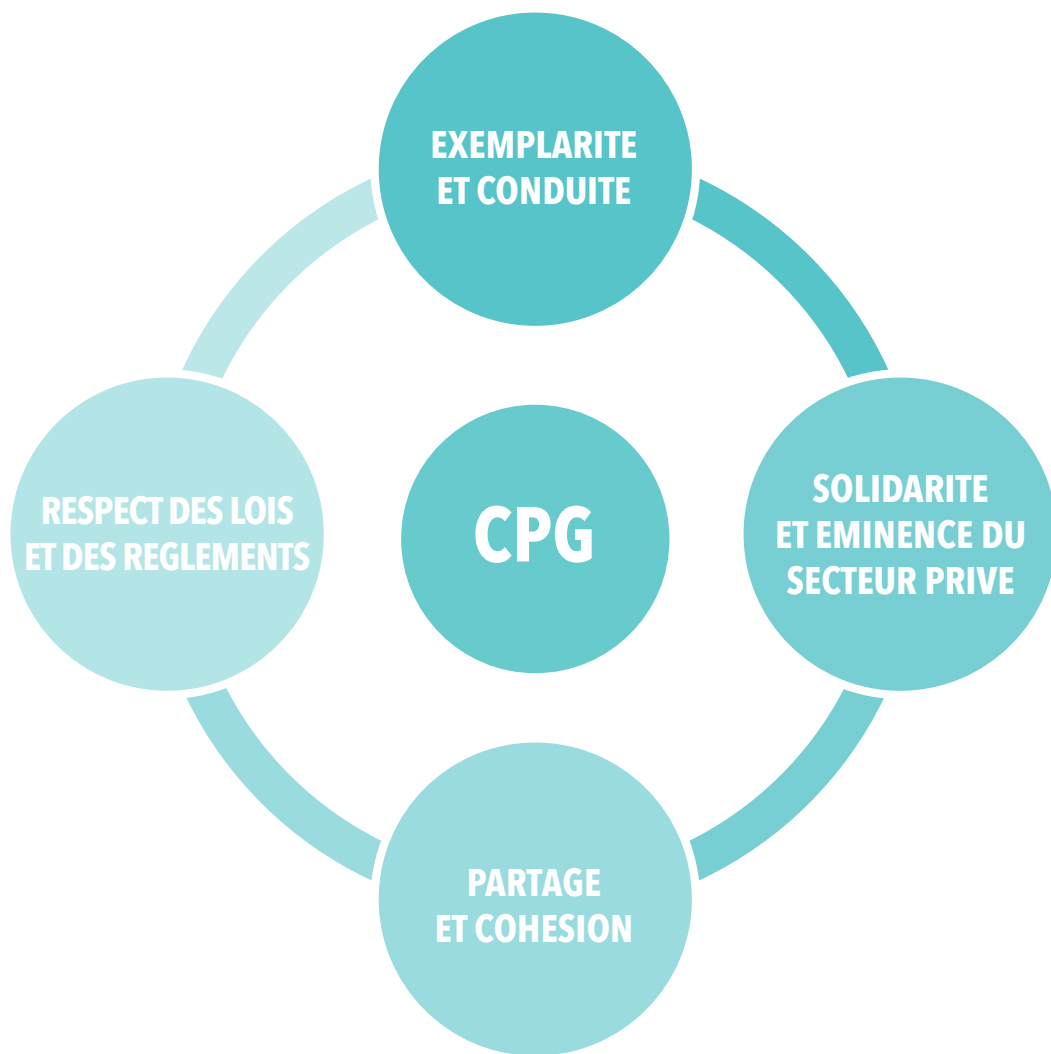 EXEMPLARITE
ET CONDUITE
RESPECT DES LOIS
ET DES REGLEMENTS
CPG
SOLIDARITE
ET EMINENCE DU
SECTEUR PRIVE
PARTAGE
ET COHESION